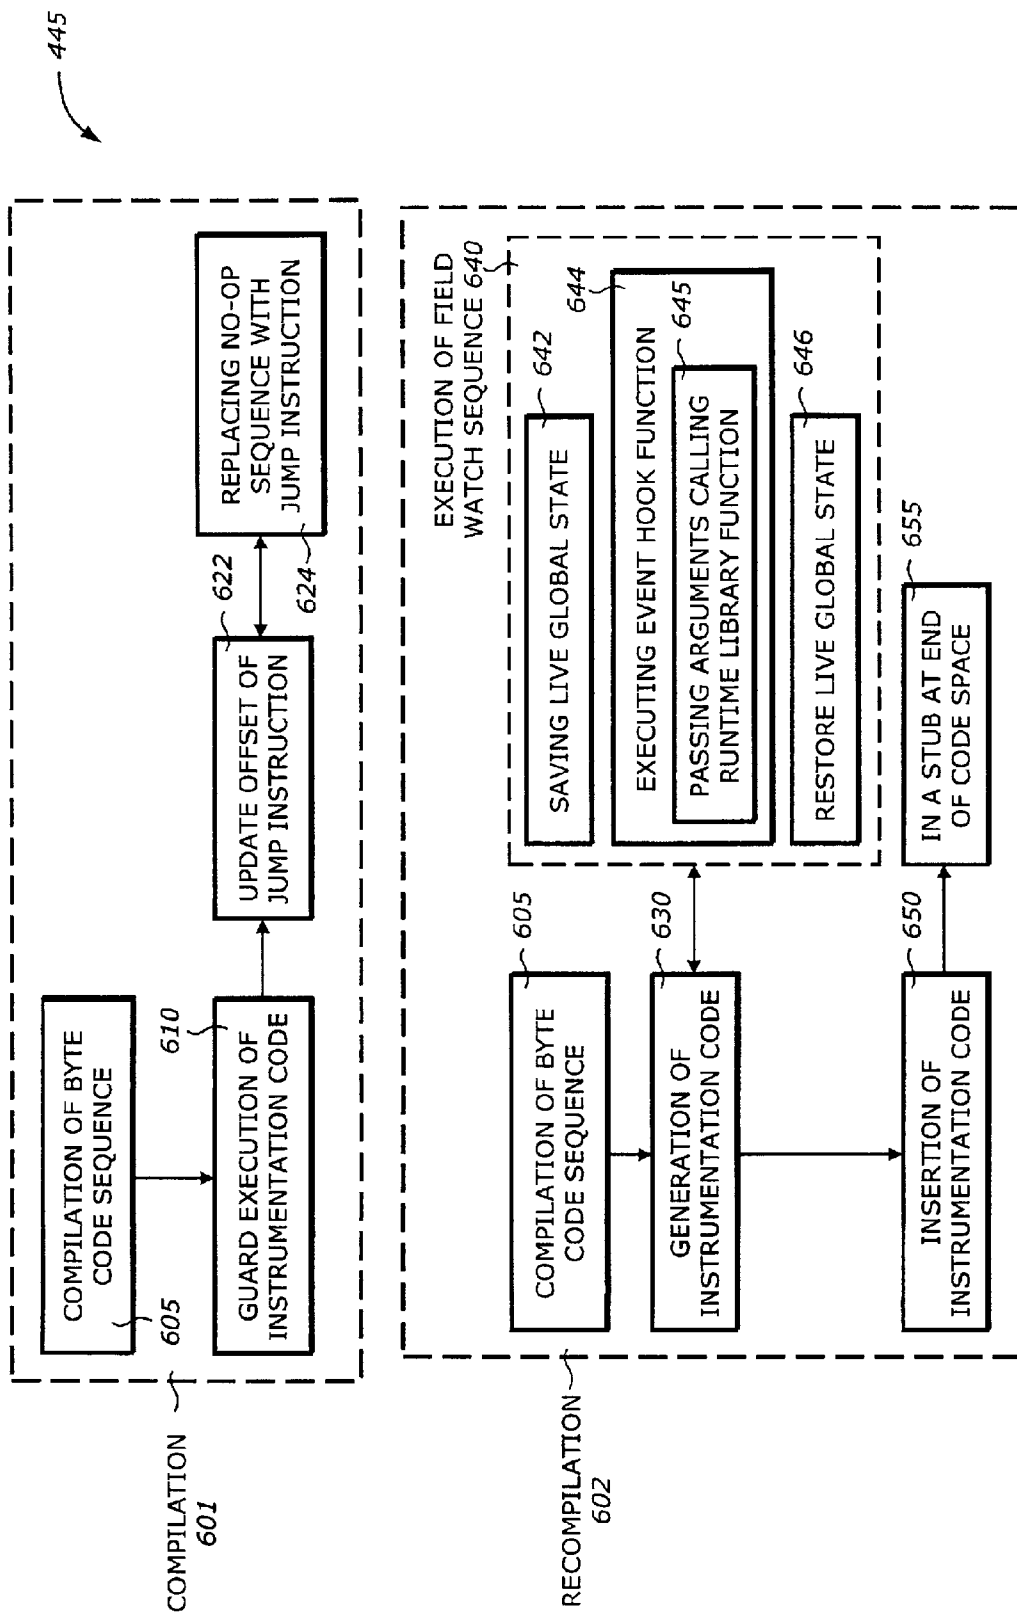 445
COMPILATION
601
COMPILATION OF BYTE
CODE SEQUENCE
605
GUARD EXECUTION OF
INSTRUMENTATION CODE
610
UPDATE OFFSET OF
JUMP INSTRUCTION
622
REPLACING NO-OP
SEQUENCE WITH
JUMP INSTRUCTION
624
RECOMPILATION
602
COMPILATION OF BYTE
CODE SEQUENCE
605
GENERATION OF
INSTRUMENTATION CODE
630
EXECUTION OF FIELD
WATCH SEQUENCE 640
SAVING LIVE GLOBAL STATE
642
EXECUTING EVENT HOOK FUNCTION
644
PASSING ARGUMENTS CALLING
RUNTIME LIBRARY FUNCTION
645
RESTORE LIVE GLOBAL STATE
646
INSERTION OF
INSTRUMENTATION CODE
650
IN A STUB AT END
OF CODE SPACE
655